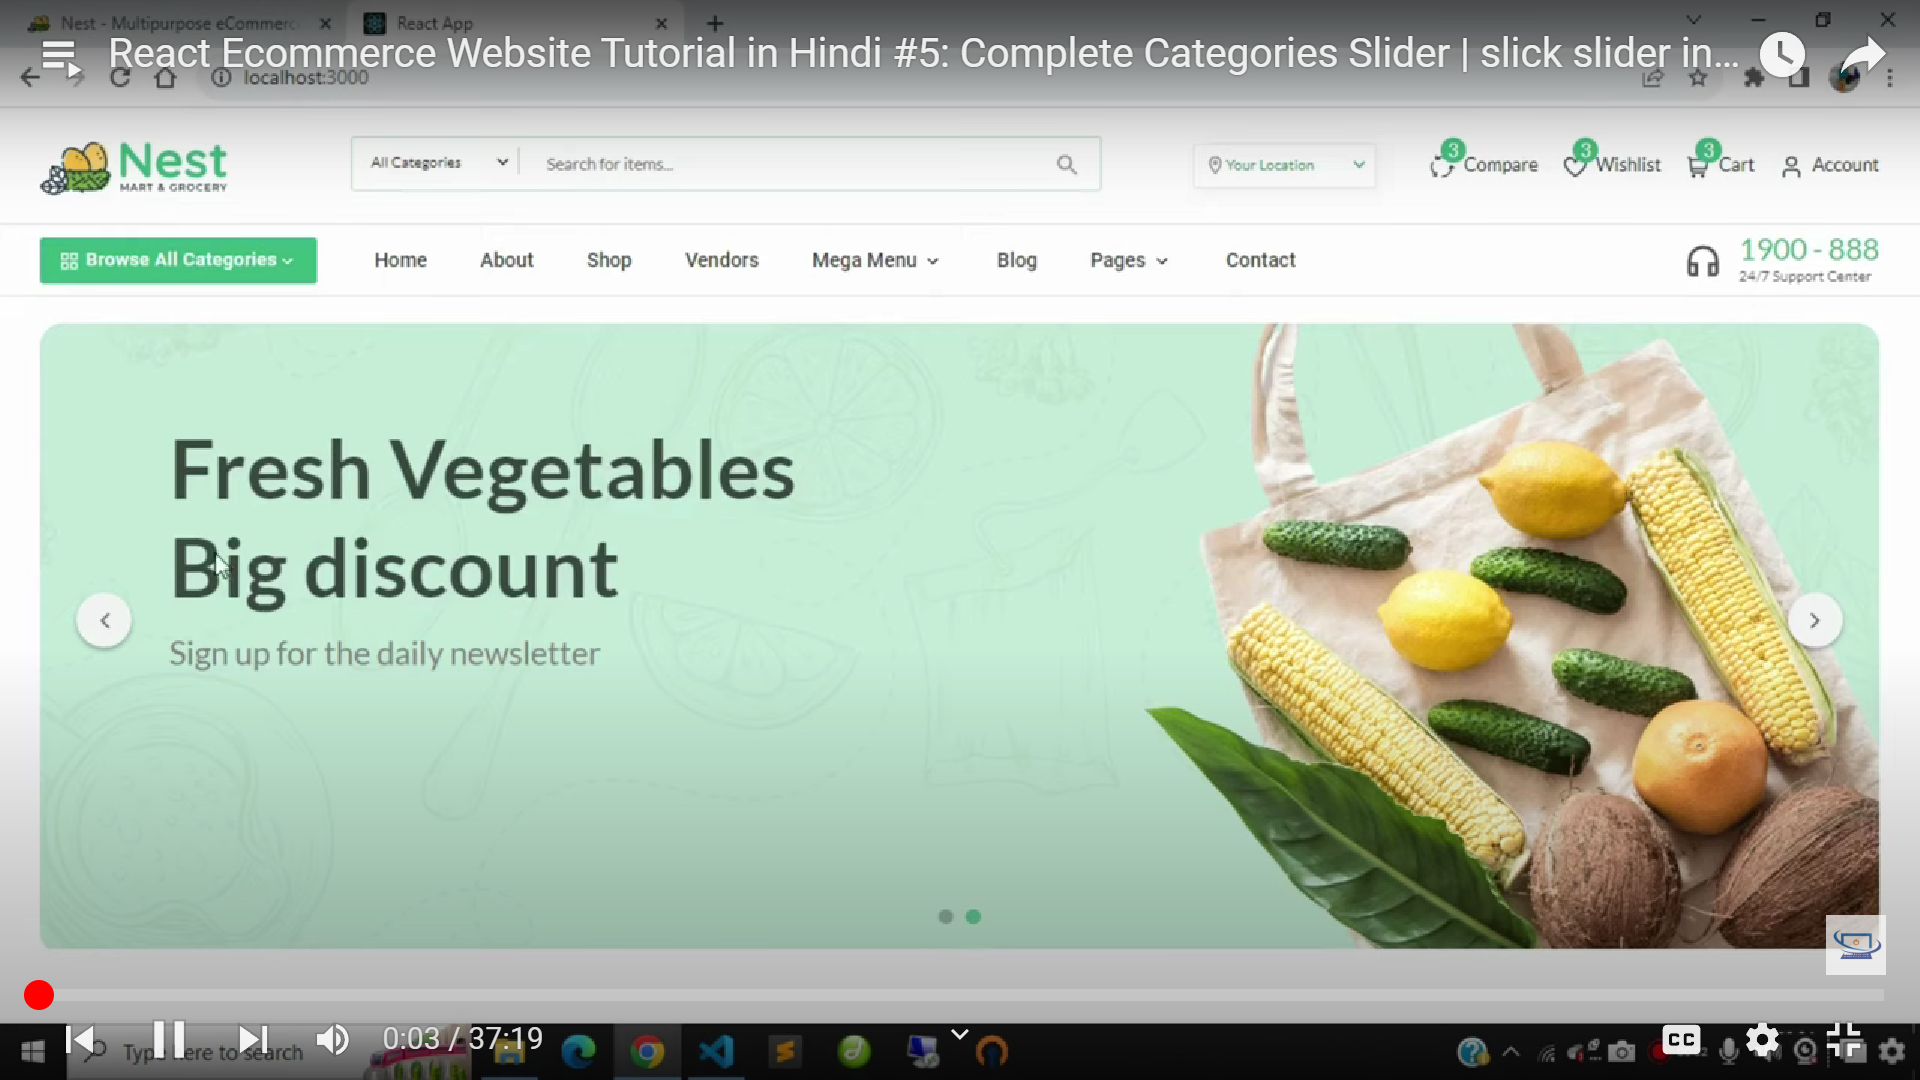 Nest - Multipurpose eCommerc
React App
React Ecommerce Website Tutorial in Hindi #5: Complete Categories Slider | slick slider in...
localhost:3000
Nest
MART & GROCERY
All Categories
Search for items...
Your Location
3
Compare
3
Wishlist
3
Cart
Account
Browse All Categories
Home
About
Shop
Vendors
Mega Menu
Blog
Pages
Contact
1900 - 888
24/7 Support Center
Fresh Vegetables
Big discount
Sign up for the daily newsletter
0:03 / 37:19
CC
Type here to search